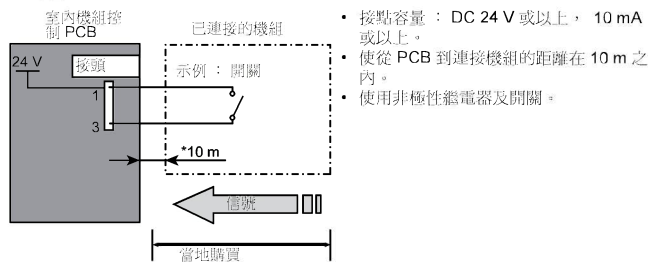 室內機組控
制 PCB
已連接的機組
24 V
接頭
示例 ： 開關
1
3
*10 m
信號
當地購買
• 接點容量 ： DC 24 V 或以上， 10 mA
或以上。
• 使從 PCB 到連接機組的距離在 10 m 之
內。
• 使用非極性繼電器及開關。